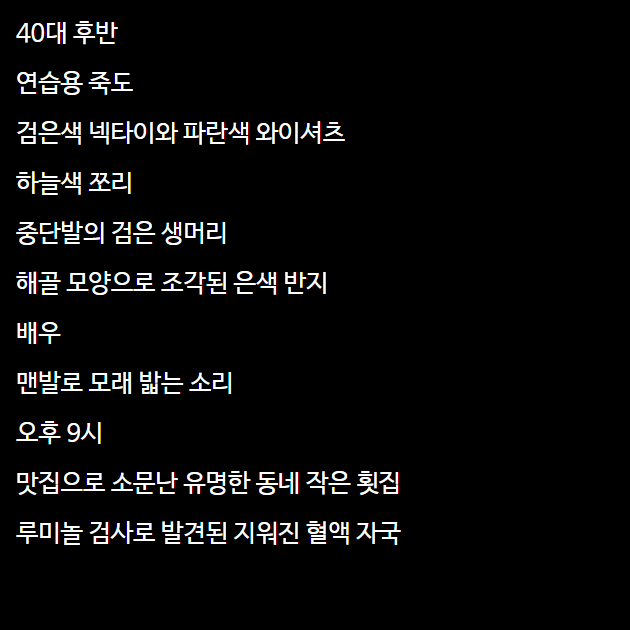 40대 후반
연습용 죽도
검은색 넥타이와 파란색 와이셔츠
하늘색 쪼리
중단발의 검은 생머리
해골 모양으로 조각된 은색 반지
배우
맨발로 모래 밟는 소리
오후 9시
맛집으로 소문난 유명한 동네 작은 횟집
루미놀 검사로 발견된 지워진 혈액 자국